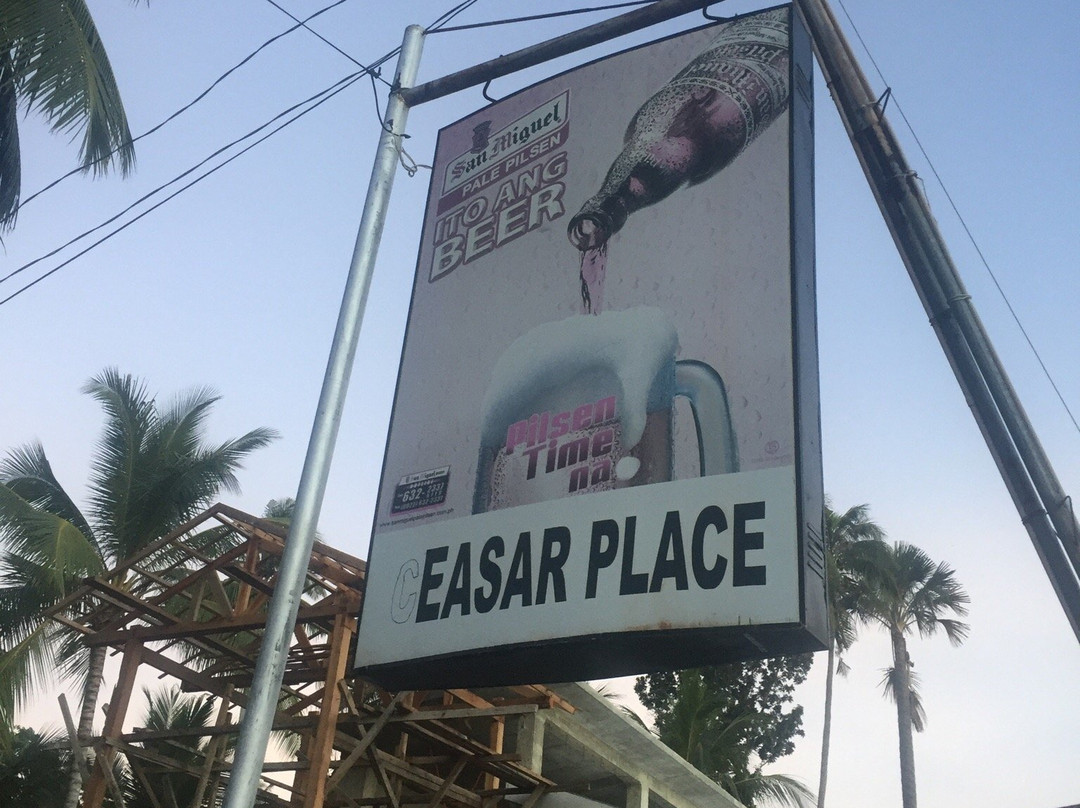 San Miguel
PALE PILSEN
ITO ANG
BEER
Pilsen
Time
na
CEASAR PLACE